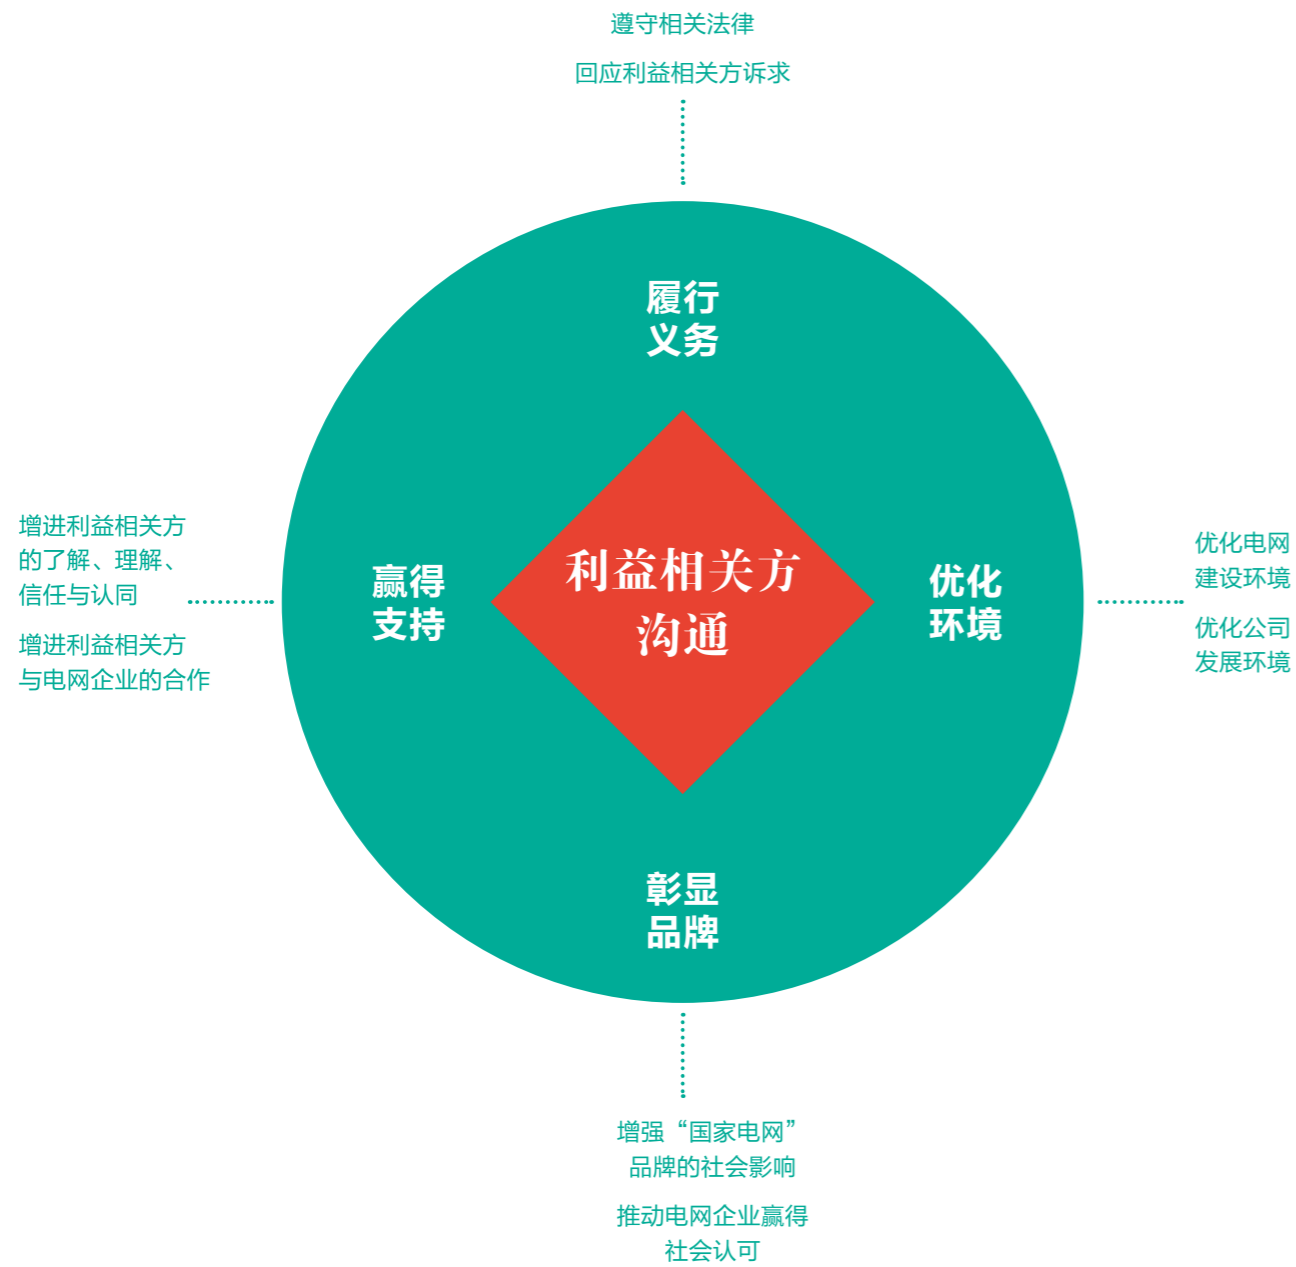 遵守相关法律
回应利益相关方诉求
履行
义务
利益相关方
沟通
赢得
支持
优化
环境
彰显
品牌
增进利益相关方
的了解、理解、
信任与认同
增进利益相关方
与电网企业的合作
优化电网
建设环境
优化公司
发展环境
增强“国家电网”
品牌的社会影响
推动电网企业赢得
社会认可